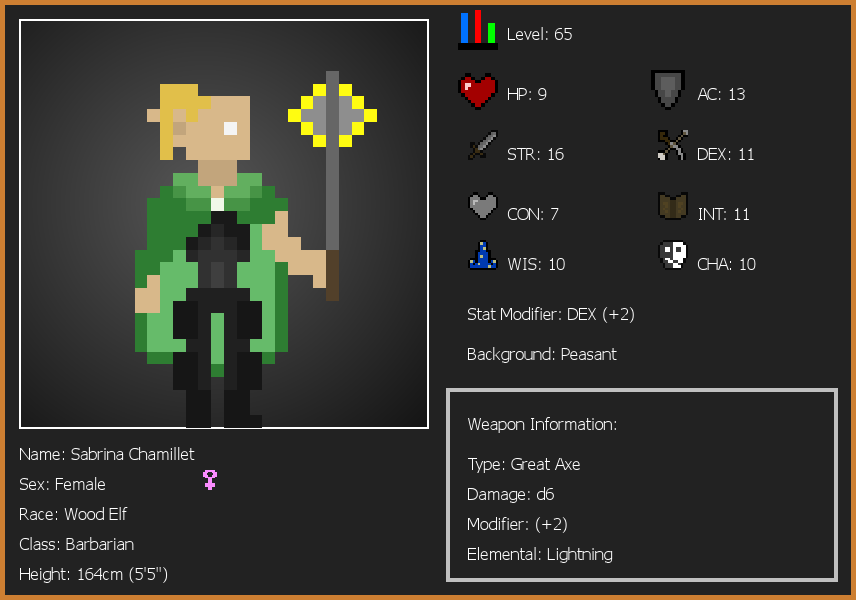 Level: 65
HP: 9
AC: 13
STR: 16
DEX: 11
CON: 7
INT: 11
WIS: 10
CHA: 10
Stat Modifier: DEX (+2)
Background: Peasant
Weapon Information:
Type: Great Axe
Damage: d6
Modifier: (+2)
Elemental: Lightning
Name: Sabrina Chamillet
Sex: Female
Race: Wood Elf
Class: Barbarian
Height: 164cm (5'5")